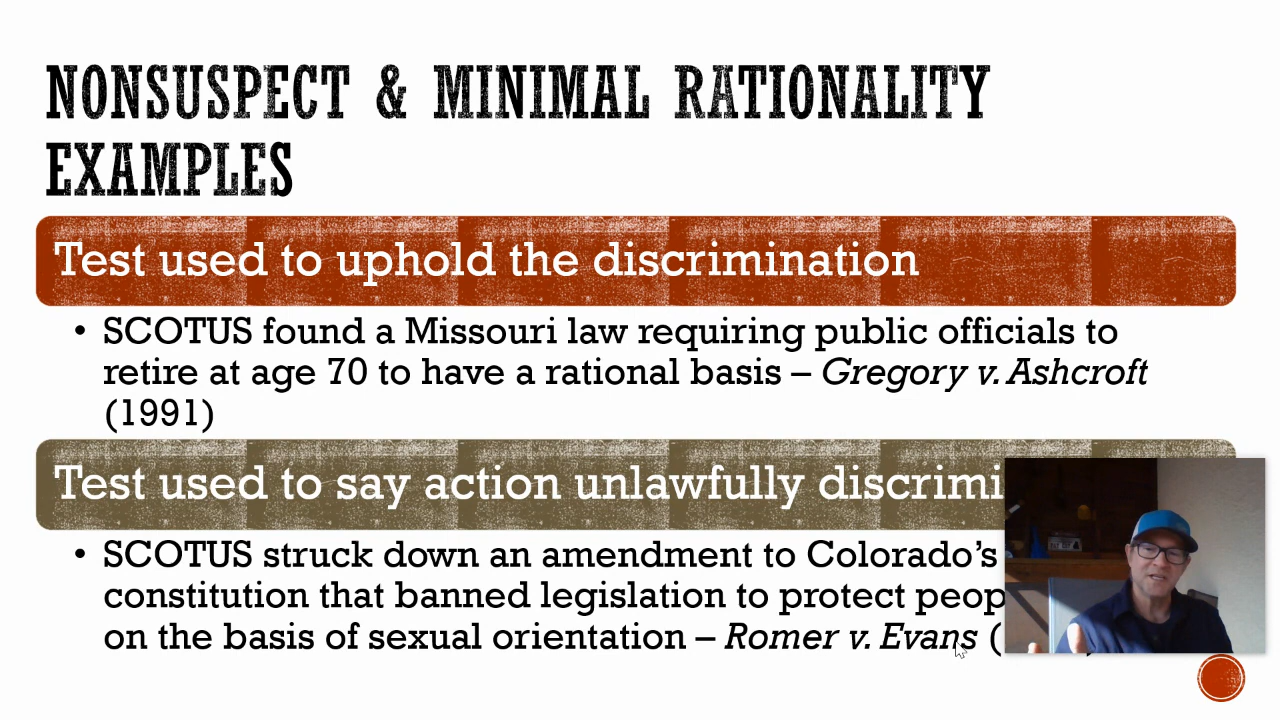 NONSUSPECT & MINIMAL RATIONALITY
EXAMPLES
Test used to uphold the discrimination
• SCOTUS found a Missouri law requiring public officials to
retire at age 70 to have a rational basis – Gregory v. Ashcroft
(1991)
Test used to say action unlawfully discrimi
• SCOTUS struck down an amendment to Colorado’s
constitution that banned legislation to protect peop
on the basis of sexual orientation – Romer v. Evans (